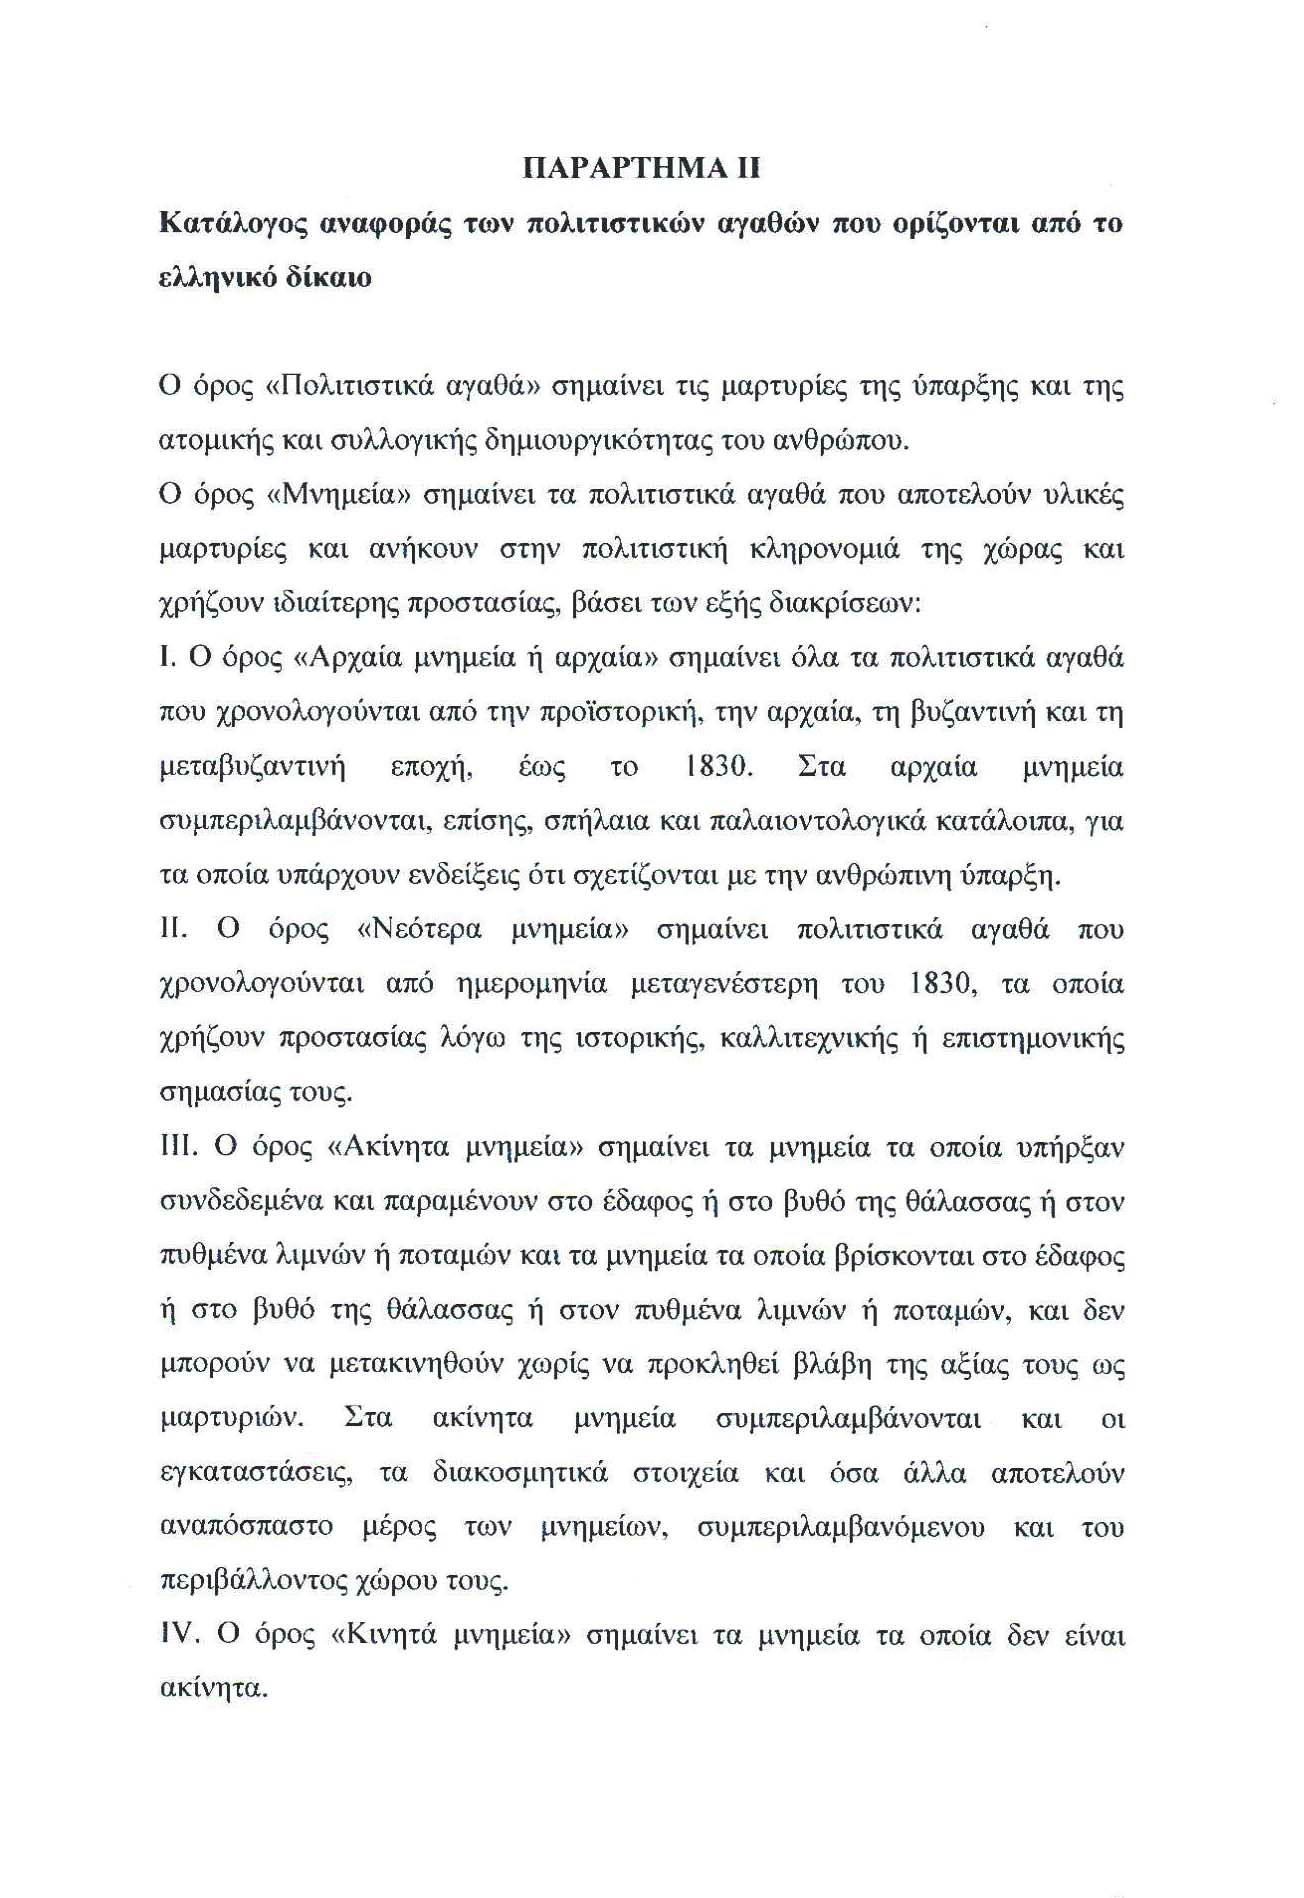 ΠΑΡΑΡΤΗΜΑ ΙΙ
Κατάλογος αναφοράς των πολιτιστικών αγαθών που ορίζονται από το
ελληνικό δίκαιο
Ο όρος «Πολιτιστικά αγαθά» σημαίνει τις μαρτυρίες της ύπαρξης και της
ατομικής και συλλογικής δημιουργικότητας του ανθρώπου.
Ο όρος «Μνημεία» σημαίνει τα πολιτιστικά αγαθά που αποτελούν υλικές
μαρτυρίες και ανήκουν στην πολιτιστική κληρονομιά της χώρας και
χρήζουν ιδιαίτερης προστασίας, βάσει των εξής διακρίσεων:
Ι. Ο όρος «Αρχαία μνημεία ή αρχαία» σημαίνει όλα τα πολιτιστικά αγαθά
που χρονολογούνται από την προϊστορική, την αρχαία, τη βυζαντινή και τη
μεταβυζαντινή εποχή, έως το 1830. Στα αρχαία μνημεία
συμπεριλαμβάνονται, επίσης, σπήλαια και παλαιοντολογικά κατάλοιπα, για
τα οποία υπάρχουν ενδείξεις ότι σχετίζονται με την ανθρώπινη ύπαρξη.
ΙΙ. Ο όρος «Νεότερα μνημεία» σημαίνει πολιτιστικά αγαθά που
χρονολογούνται από ημερομηνία μεταγενέστερη του 1830, τα οποία
χρήζουν προστασίας λόγω της ιστορικής, καλλιτεχνικής ή επιστημονικής
σημασίας τους.
ΙΙΙ. Ο όρος «Ακίνητα μνημεία» σημαίνει τα μνημεία τα οποία υπήρξαν
συνδεδεμένα και παραμένουν στο έδαφος ή στο βυθό της θάλασσας ή στον
πυθμένα λιμνών ή ποταμών και τα μνημεία τα οποία βρίσκονται στο έδαφος
ή στο βυθό της θάλασσας ή στον πυθμένα λιμνών ή ποταμών, και δεν
μπορούν να μετακινηθούν χωρίς να προκληθεί βλάβη της αξίας τους ως
μαρτυριών. Στα ακίνητα μνημεία συμπεριλαμβάνονται και οι
εγκαταστάσεις, τα διακοσμητικά στοιχεία και όσα άλλα αποτελούν
αναπόσπαστο μέρος των μνημείων, συμπεριλαμβανόμενου και του
περιβάλλοντος χώρου τους.
IV. Ο όρος «Κινητά μνημεία» σημαίνει τα μνημεία τα οποία δεν είναι
ακίνητα.